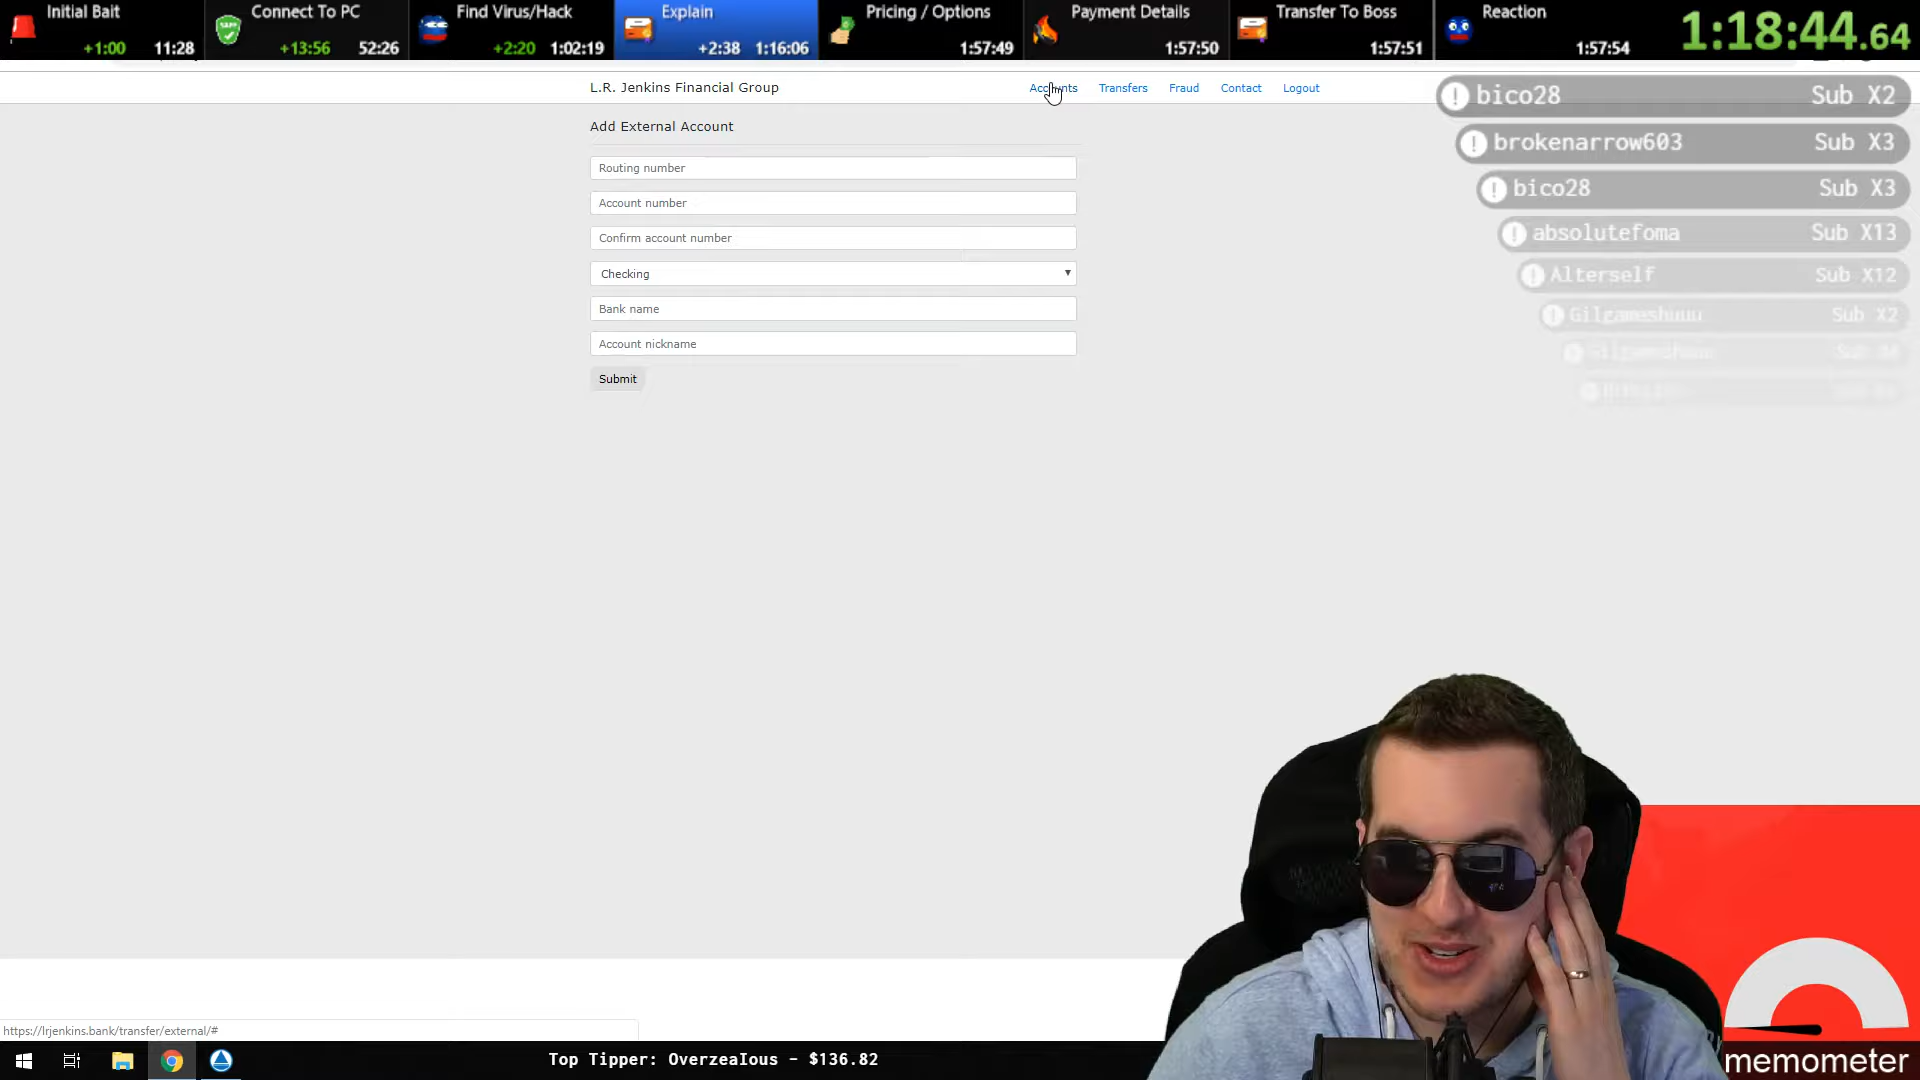 Initial Bait
+1:00 11:28
Connect To PC
+13:56 52:26
Find Virus/Hack
+2:20 1:02:19
Explain
+2:38 1:16:06
Pricing / Options
1:57:49
Payment Details
1:57:50
Transfer To Boss
1:57:51
Reaction
1:57:54
1:18:44.64
L.R. Jenkins Financial Group
Accounts Transfers Fraud Contact Logout
Add External Account
Routing number
Account number
Confirm account number
Checking
Bank name
Account nickname
Submit
bico28 Sub X2
brokenarrow603 Sub X3
bico28 Sub X3
absolutefoma Sub X13
Alterself Sub X12
Gilgameshuuu Sub X2
https://lrjenkins.bank/transfer/external/#
Top Tipper: Overzealous - $136.82
memometer